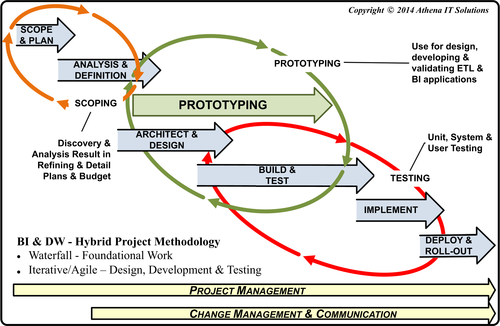 Copyright © 2014 Athena IT Solutions
SCOPE
& PLAN
ANALYSIS &
DEFINITION
PROTOTYPING
Use for design,
developing &
validating ETL &
BI applications
SCOPING
PROTOTYPING
Discovery &
Analysis Result in
Refining & Detail
Plans & Budget
ARCHITECT &
DESIGN
Unit, System &
User Testing
BUILD &
TEST
TESTING
IMPLEMENT
DEPLOY &
ROLL-OUT
BI & DW - Hybrid Project Methodology
• Waterfall - Foundational Work
• Iterative/Agile – Design, Development & Testing
PROJECT MANAGEMENT
CHANGE MANAGEMENT & COMMUNICATION